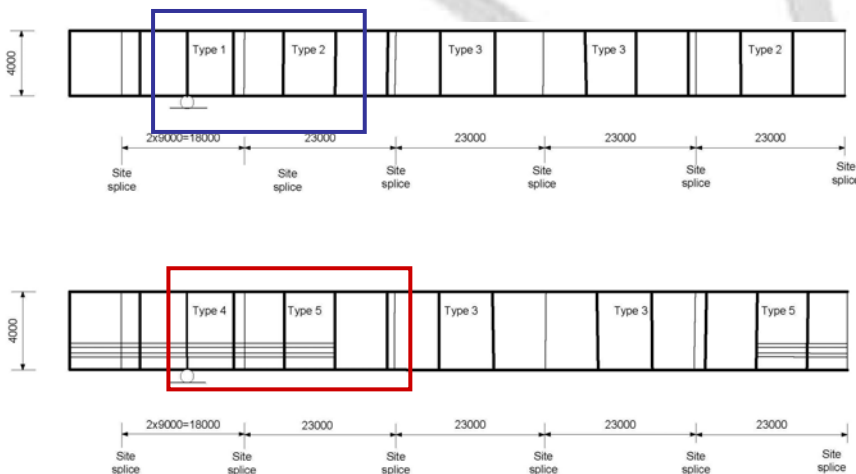 Type 1
Type 2
Type 3
Type 3
Type 2
4000
2x9000=18000
23000
23000
23000
23000
Site
splice
Site
splice
Site
splice
Site
splice
Site
splice
Site
splice
Type 4
Type 5
Type 3
Type 3
Type 5
4000
2x9000=18000
23000
23000
23000
23000
Site
splice
Site
splice
Site
splice
Site
splice
Site
splice
Site
splice